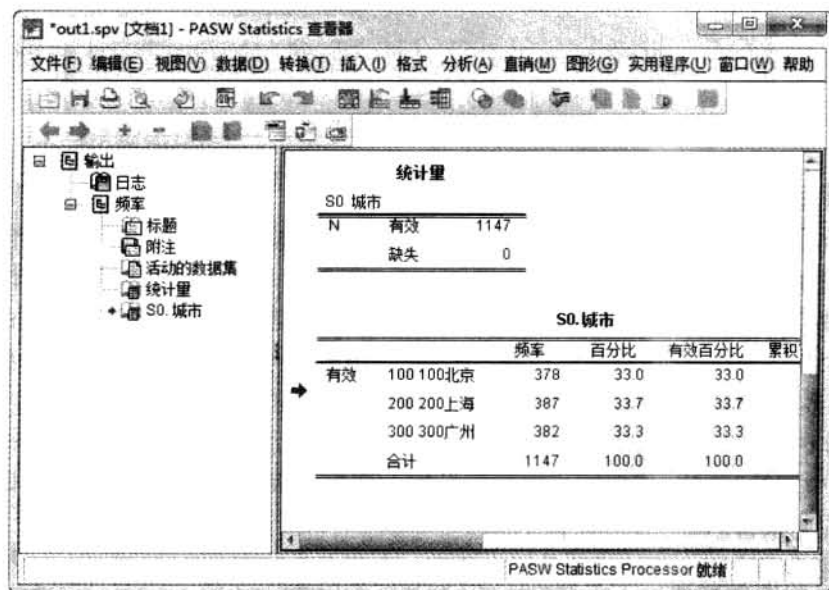 *out1.spv [文档1] - PASW Statistics 查看器
文件(F) 编辑(E) 视图(V) 数据(D) 转换(T) 插入(I) 格式 分析(A) 直销(M) 图形(G) 实用程序(U) 窗口(W) 帮助
输出
日志
频率
标题
附注
活动的数据集
统计量
S0. 城市
统计量
S0 城市
N 有效 1147
缺失 0
S0. 城市
频率 百分比 有效百分比 累积
有效 100 100北京 378 33.0 33.0
200 200上海 387 33.7 33.7
300 300广州 382 33.3 33.3
合计 1147 100.0 100.0
PASW Statistics Processor 就绪